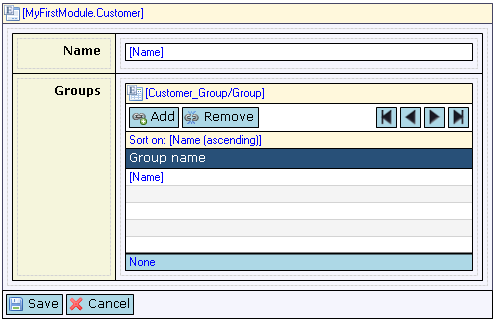 [MyFirstModule.Customer]
Name [Name]
Groups [Customer_Group/Group]
Add Remove
Sort on: [Name (ascending)]
Group name
[Name]
None
Save Cancel